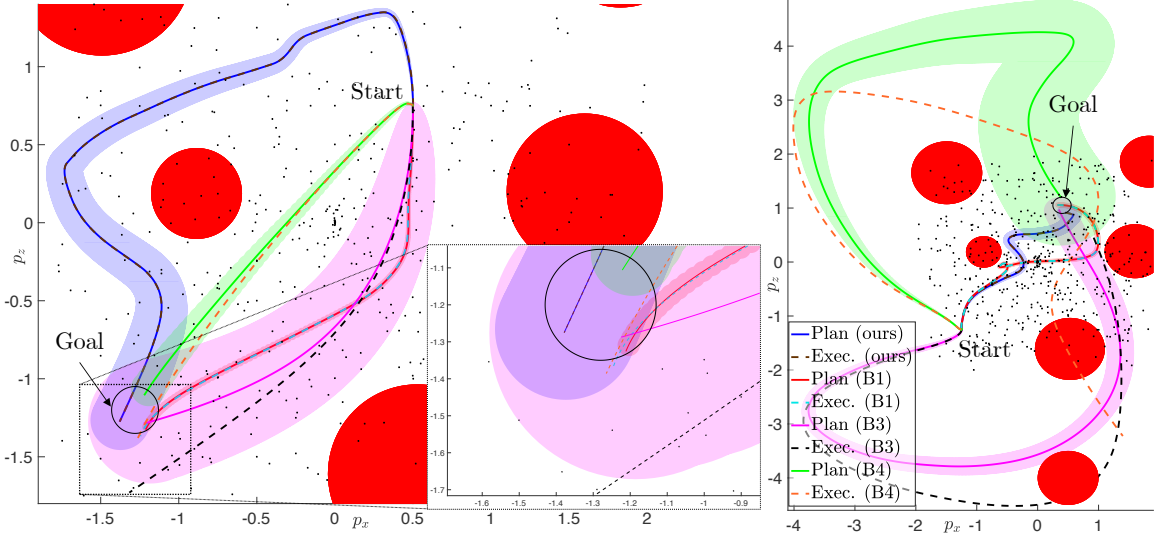 1
0.5
0
-0.5
-1
-1.5
p_z
Start
Goal
-1.5
-1
-0.5
p_x
0
0.5
1
1.5
2
-1.1
-1.2
-1.3
-1.4
-1.5
-1.6
-1.7
-1.6
-1.5
-1.4
-1.3
-1.2
-1.1
-1
-0.9
4
3
2
1
0
-1
-2
-3
-4
p_z
Goal
Start
Plan (ours)
Exec. (ours)
Plan (B1)
Exec. (B1)
Plan (B3)
Exec. (B3)
Plan (B4)
Exec. (B4)
-4
-3
-2
p_x
-1
0
1